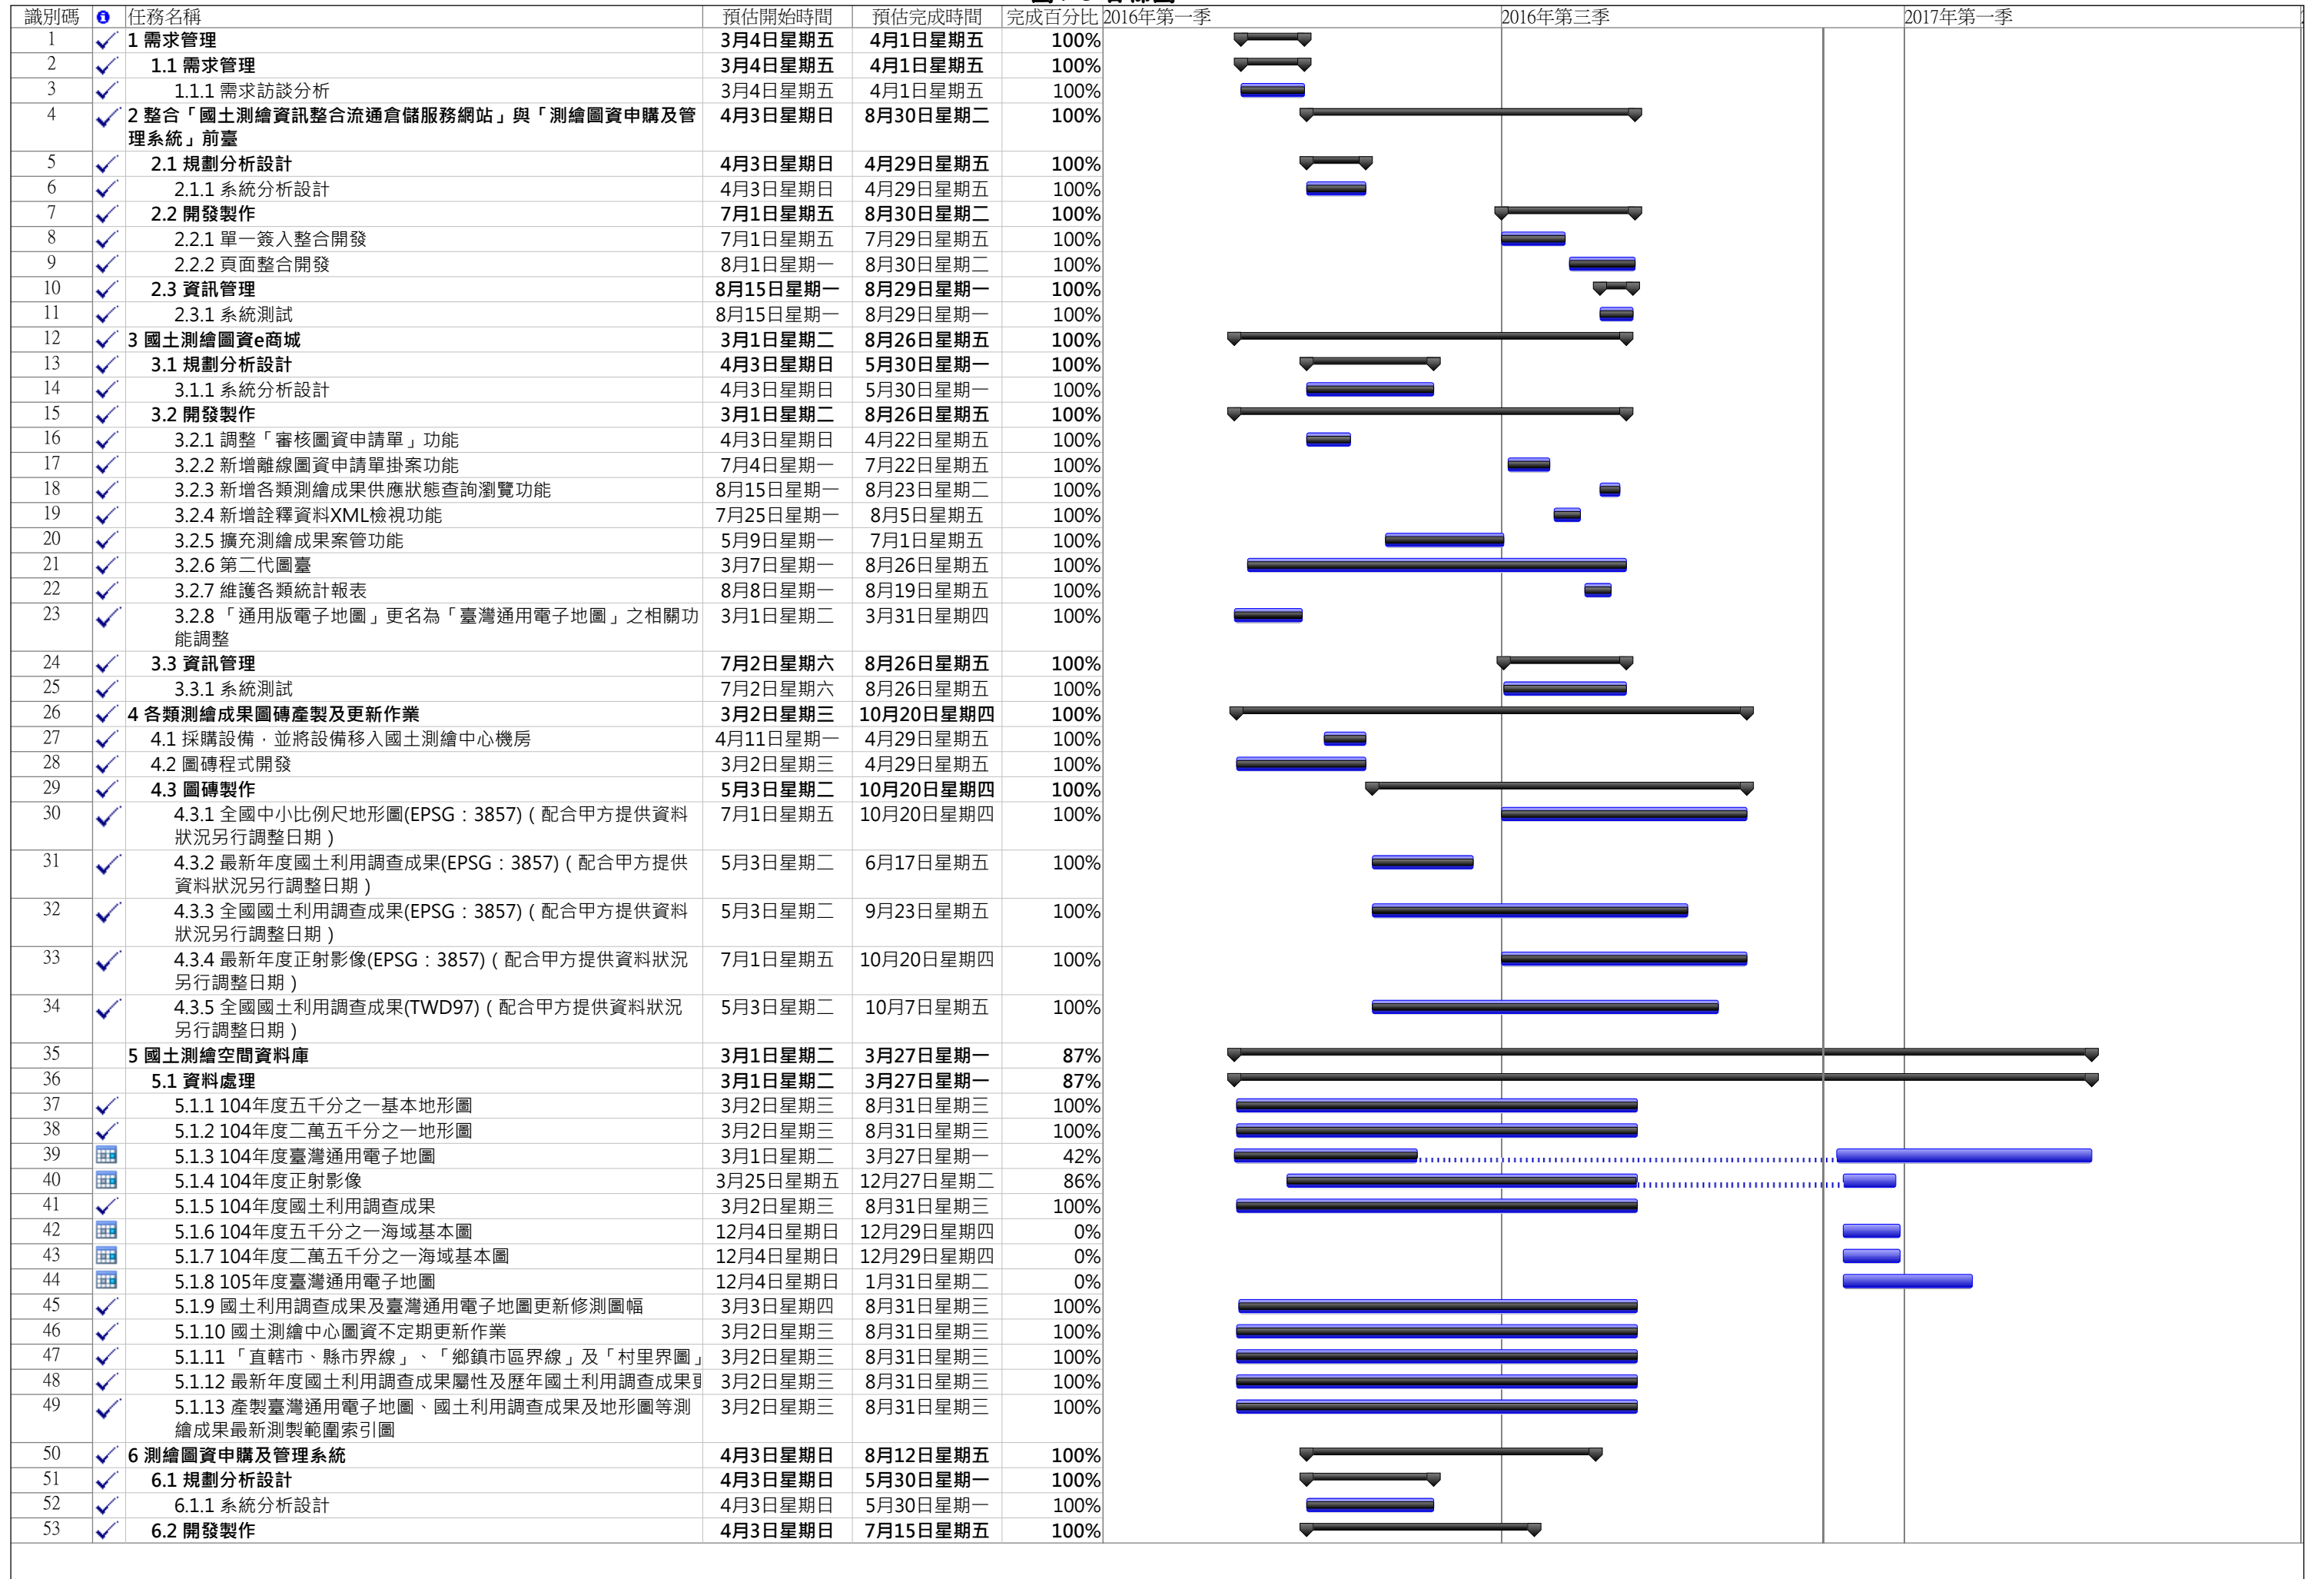 識別碼 任務名稱 預估開始時間 預估完成時間 完成百分比 2016年第一季 2016年第三季 2017年第一季
1 1 需求管理 3月4日星期五 4月1日星期五 100%
2 1.1 需求管理 3月4日星期五 4月1日星期五 100%
3 1.1.1 需求訪談分析 3月4日星期五 4月1日星期五 100%
4 2 整合「國土測繪資訊整合流通倉儲服務網站」與「測繪圖資申購及管 4月3日星期日 8月30日星期二 100%
理系統」前臺
5 2.1 規劃分析設計 4月3日星期日 4月29日星期五 100%
6 2.1.1 系統分析設計 4月3日星期日 4月29日星期五 100%
7 2.2 開發製作 7月1日星期五 8月30日星期二 100%
8 2.2.1 單一簽入整合開發 7月1日星期五 7月29日星期五 100%
9 2.2.2 頁面整合開發 8月1日星期一 8月30日星期二 100%
10 2.3 資訊管理 8月15日星期一 8月29日星期一 100%
11 2.3.1 系統測試 8月15日星期一 8月29日星期一 100%
12 3 國土測繪圖資e商城 3月1日星期二 8月26日星期五 100%
13 3.1 規劃分析設計 4月3日星期日 5月30日星期一 100%
14 3.1.1 系統分析設計 4月3日星期日 5月30日星期一 100%
15 3.2 開發製作 3月1日星期二 8月26日星期五 100%
16 3.2.1 調整「審核圖資申請單」功能 4月3日星期日 4月22日星期五 100%
17 3.2.2 新增離線圖資申請單掛案功能 7月4日星期一 7月22日星期五 100%
18 3.2.3 新增各類測繪成果供應狀態查詢瀏覽功能 8月15日星期一 8月23日星期二 100%
19 3.2.4 新增詮釋資料XML檢視功能 7月25日星期一 8月5日星期五 100%
20 3.2.5 擴充測繪成果案管功能 5月9日星期一 7月1日星期五 100%
21 3.2.6 第二代圖臺 3月7日星期一 8月26日星期五 100%
22 3.2.7 維護各類統計報表 8月8日星期一 8月19日星期五 100%
23 3.2.8 「通用版電子地圖」更名為「臺灣通用電子地圖」之相關功 3月1日星期二 3月31日星期四 100%
能調整
24 3.3 資訊管理 7月2日星期六 8月26日星期五 100%
25 3.3.1 系統測試 7月2日星期六 8月26日星期五 100%
26 4 各類測繪成果圖磚產製及更新作業 3月2日星期三 10月20日星期四 100%
27 4.1 採購設備，並將設備移入國土測繪中心機房 4月11日星期一 4月29日星期五 100%
28 4.2 圖磚程式開發 3月2日星期三 4月29日星期五 100%
29 4.3 圖磚製作 5月3日星期二 10月20日星期四 100%
30 4.3.1 全國中小比例尺地形圖(EPSG：3857)（配合甲方提供資料 7月1日星期五 10月20日星期四 100%
狀況另行調整日期）
31 4.3.2 最新年度國土利用調查成果(EPSG：3857)（配合甲方提供 5月3日星期二 6月17日星期五 100%
資料狀況另行調整日期）
32 4.3.3 全國國土利用調查成果(EPSG：3857)（配合甲方提供資料 5月3日星期二 9月23日星期五 100%
狀況另行調整日期）
33 4.3.4 最新年度正射影像(EPSG：3857)（配合甲方提供資料狀況 7月1日星期五 10月20日星期四 100%
另行調整日期）
34 4.3.5 全國國土利用調查成果(TWD97)（配合甲方提供資料狀況 5月3日星期二 10月7日星期五 100%
另行調整日期）
35 5 國土測繪空間資料庫 3月1日星期二 3月27日星期一 87%
36 5.1 資料處理 3月1日星期二 3月27日星期一 87%
37 5.1.1 104年度五千分之一基本地形圖 3月2日星期三 8月31日星期三 100%
38 5.1.2 104年度二萬五千分之一地形圖 3月2日星期三 8月31日星期三 100%
39 5.1.3 104年度臺灣通用電子地圖 3月1日星期二 3月27日星期一 42%
40 5.1.4 104年度正射影像 3月25日星期五 12月27日星期二 86%
41 5.1.5 104年度國土利用調查成果 3月2日星期三 8月31日星期三 100%
42 5.1.6 104年度五千分之一海域基本圖 12月4日星期日 12月29日星期四 0%
43 5.1.7 104年度二萬五千分之一海域基本圖 12月4日星期日 12月29日星期四 0%
44 5.1.8 105年度臺灣通用電子地圖 12月4日星期日 1月31日星期二 0%
45 5.1.9 國土利用調查成果及臺灣通用電子地圖更新修測圖幅 3月3日星期四 8月31日星期三 100%
46 5.1.10 國土測繪中心圖資不定期更新作業 3月2日星期三 8月31日星期三 100%
47 5.1.11 「直轄市、縣市界線」、「鄉鎮市區界線」及「村里界圖」 3月2日星期三 8月31日星期三 100%
48 5.1.12 最新年度國土利用調查成果屬性及歷年國土利用調查成果 3月2日星期三 8月31日星期三 100%
49 5.1.13 產製臺灣通用電子地圖、國土利用調查成果及地形圖等測 3月2日星期三 8月31日星期三 100%
繪成果最新測製範圍索引圖
50 6 測繪圖資申購及管理系統 4月3日星期日 8月12日星期五 100%
51 6.1 規劃分析設計 4月3日星期日 5月30日星期一 100%
52 6.1.1 系統分析設計 4月3日星期日 5月30日星期一 100%
53 6.2 開發製作 4月3日星期日 7月15日星期五 100%